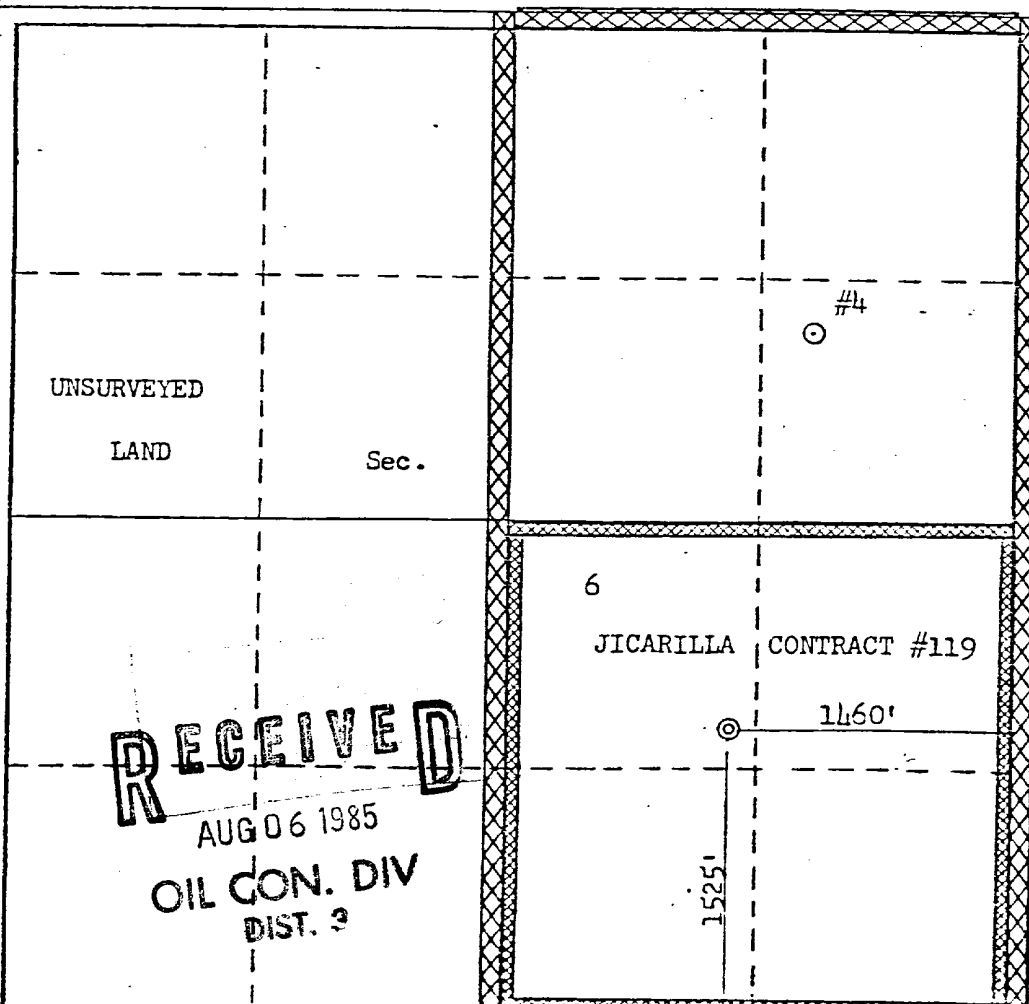 #4
UNSURVEYED
LAND
Sec.
6
JICARILLA CONTRACT #119
1460'
1525'
RECEIVED
AUG 06 1985
OIL CON. DIV
DIST. 3